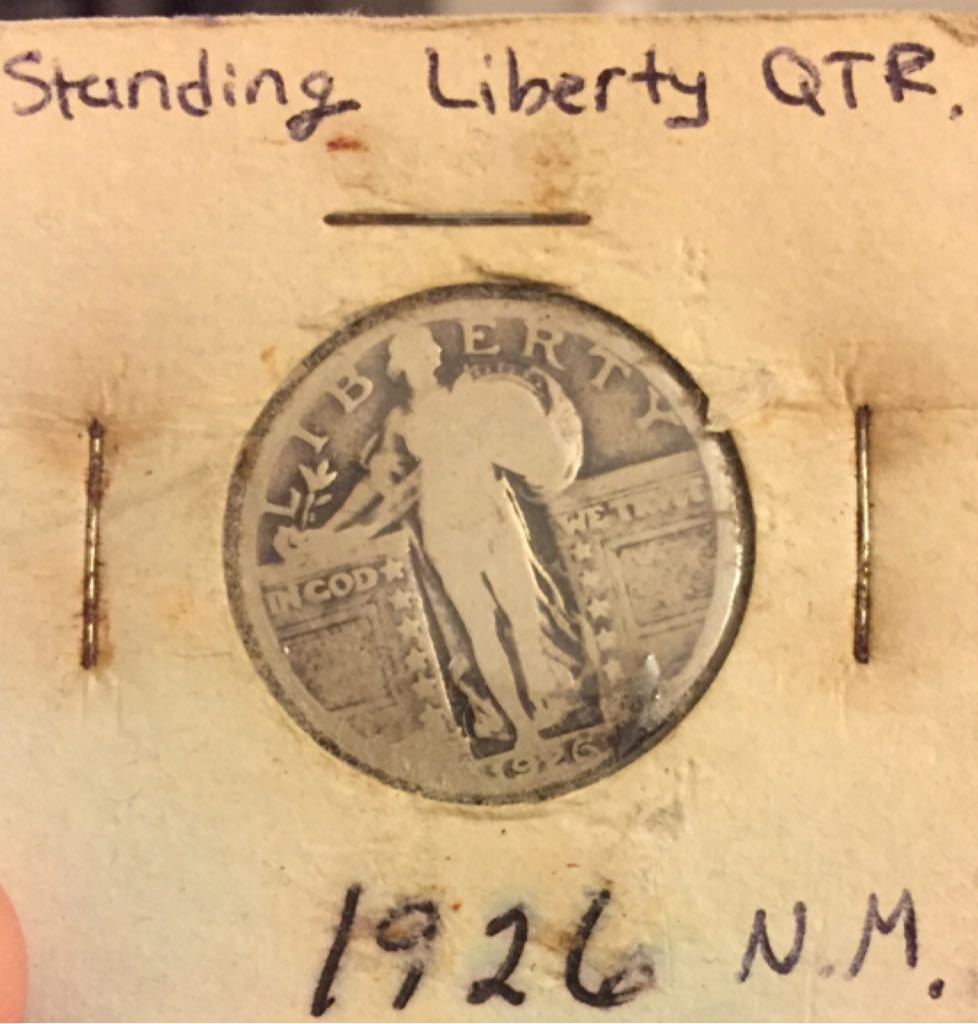 Standing Liberty QTR.
LIBERTY
IN GOD WE TRUST
1926
1926 N.M.